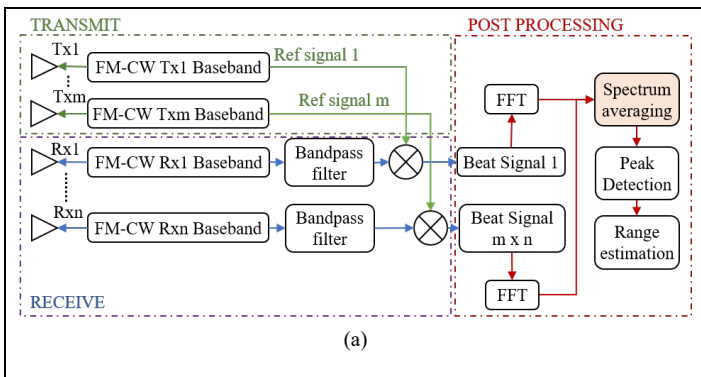 TRANSMIT
POST PROCESSING
Tx1
FM-CW Tx1 Baseband
Ref signal 1
Txm
FM-CW Txm Baseband
Ref signal m
Rx1
FM-CW Rx1 Baseband
Bandpass
filter
Rxn
FM-CW Rxn Baseband
Bandpass
filter
RECEIVE
FFT
Beat Signal 1
Beat Signal
m x n
FFT
Spectrum
averaging
Peak
Detection
Range
estimation
(a)